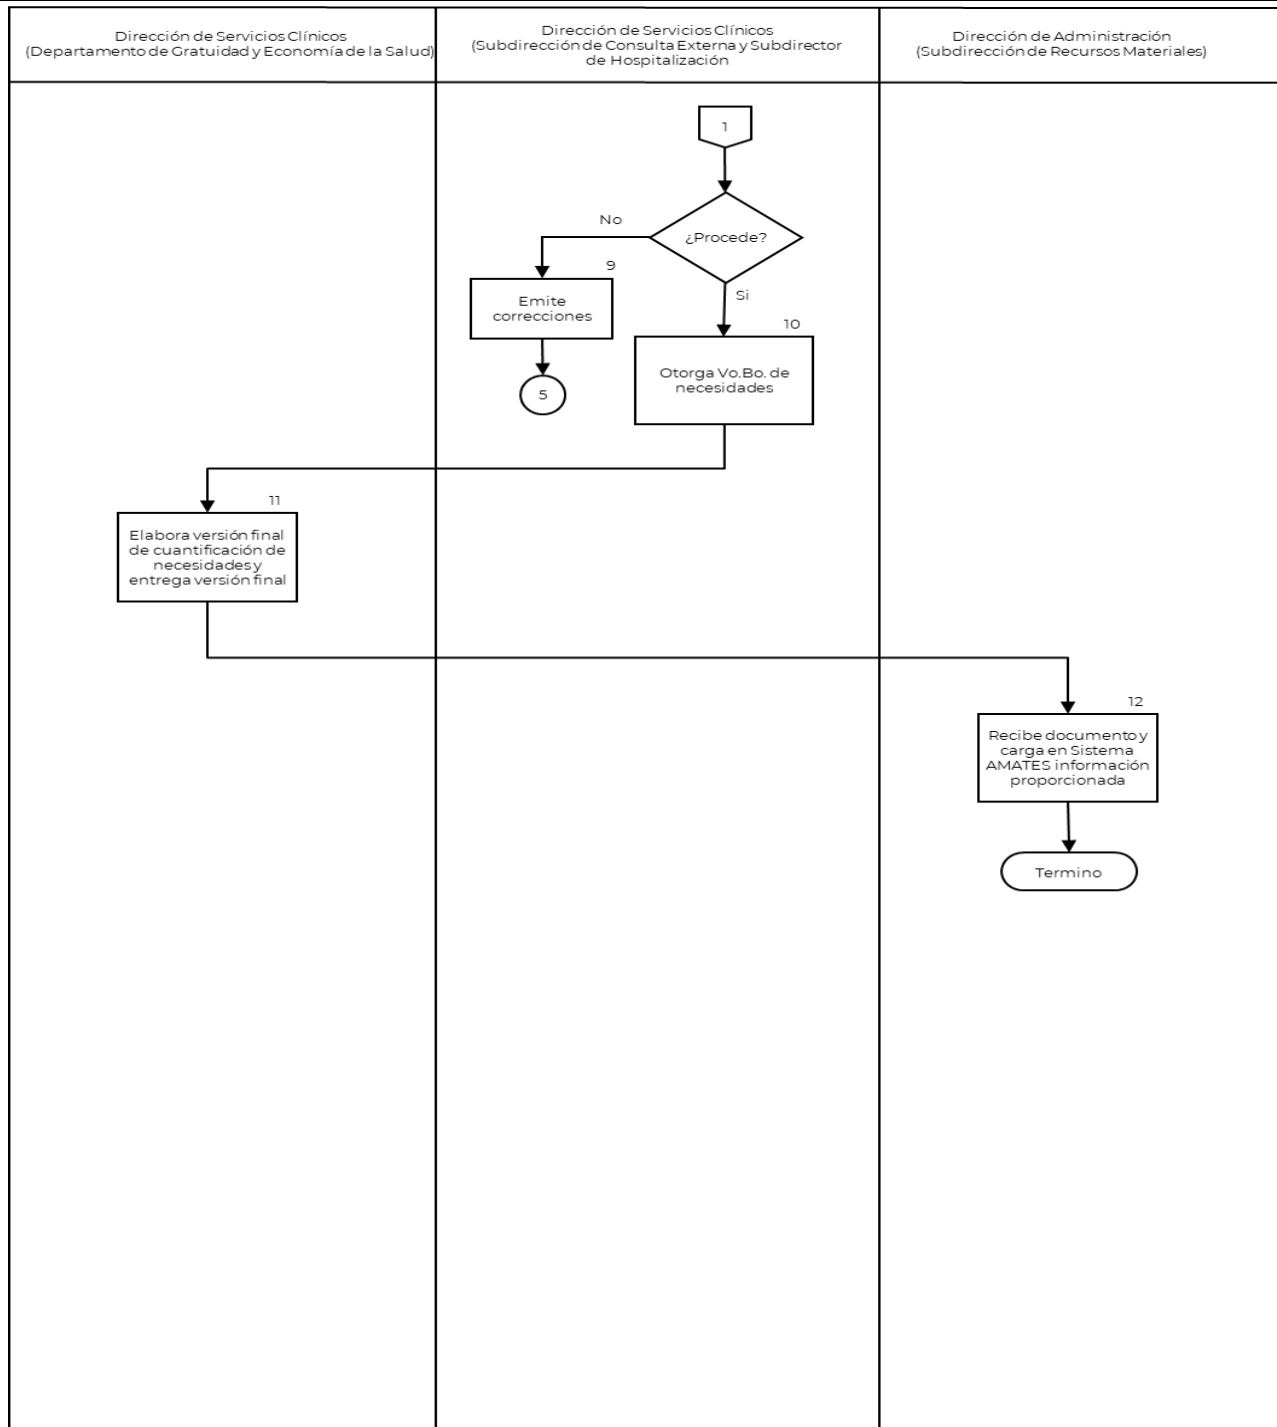 Dirección de Servicios Clínicos
(Departamento de Gratuidad y Economía de la Salud)
Dirección de Servicios Clínicos
(Subdirección de Consulta Externa y Subdirector
de Hospitalización
Dirección de Administración
(Subdirección de Recursos Materiales)
1
¿Procede?
No
9
Emite
correcciones
5
Si
10
Otorga Vo.Bo. de
necesidades
11
Elabora versión final
de cuantificación de
necesidades y
entrega versión final
12
Recibe documento y
carga en Sistema
AMATES información
proporcionada
Termino